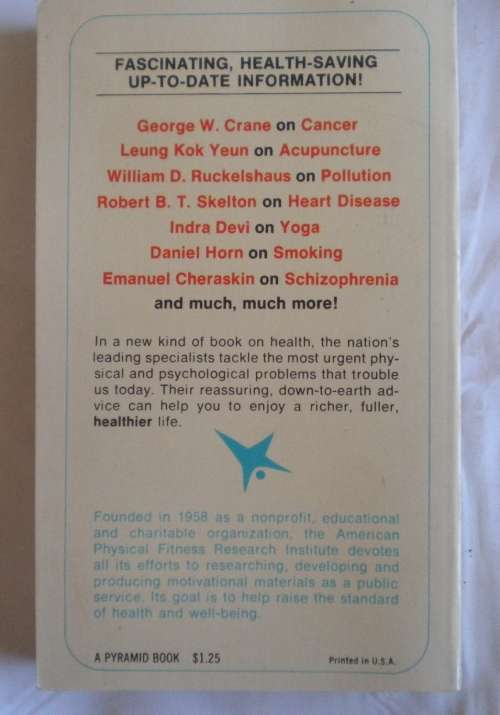 FASCINATING, HEALTH-SAVING
UP-TO-DATE INFORMATION!
George W. Crane on Cancer
Leung Kok Yeun on Acupuncture
William D. Ruckelshaus on Pollution
Robert B. T. Skelton on Heart Disease
Indra Devi on Yoga
Daniel Horn on Smoking
Emanuel Cheraskin on Schizophrenia
and much, much more!
In a new kind of book on health, the nation's
leading specialists tackle the most urgent phy-
sical and psychological problems that trouble
us today. Their reassuring, down-to-earth ad-
vice can help you to enjoy a richer, fuller,
healthier life.
Founded in 1958 as a nonprofit, educational
and charitable organization, the American
Physical Fitness Research Institute devotes
all its efforts to researching, developing and
producing motivational materials as a public
service. Its goal is to help raise the standard
of health and well-being.
A PYRAMID BOOK $1.25
Printed in U.S.A.